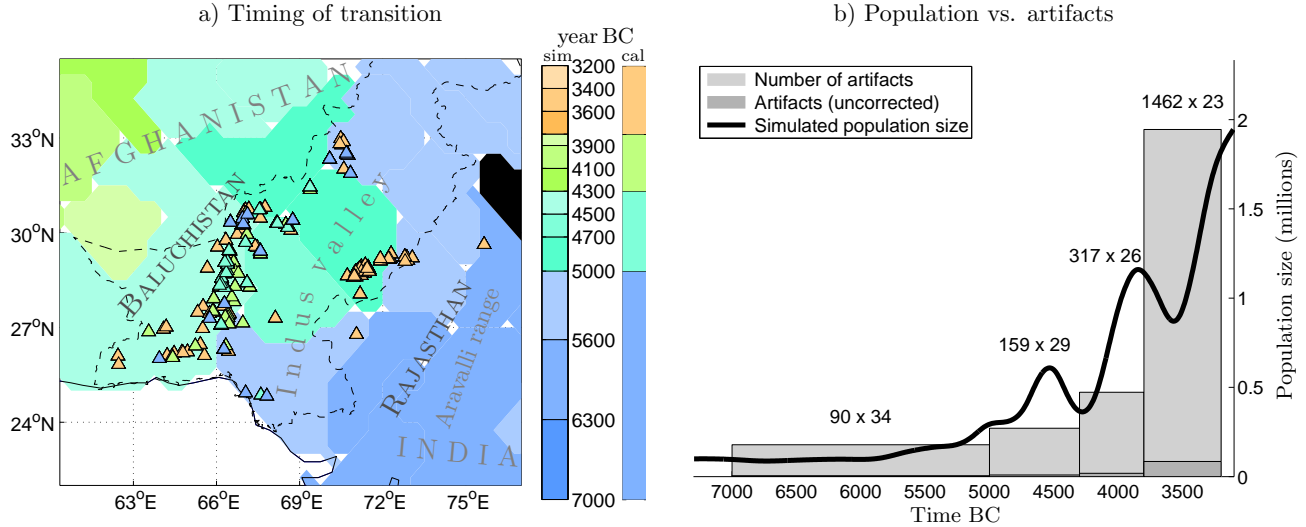 a) Timing of transition
AFGHANISTAN
BALUCHISTAN
Indus valley
RAJASTHAN
Aravalli range
INDIA
33°N
30°N
27°N
24°N
63°E 66°E 69°E 72°E 75°E
year BC
sim cal
3200
3400
3600
3900
4100
4300
4500
4700
5000
5600
6300
7000
b) Population vs. artifacts
Number of artifacts
Artifacts (uncorrected)
Simulated population size
1462 x 23
317 x 26
159 x 29
90 x 34
2
1.5
1
0.5
0
Population size (millions)
7000 6500 6000 5500 5000 4500 4000 3500
Time BC